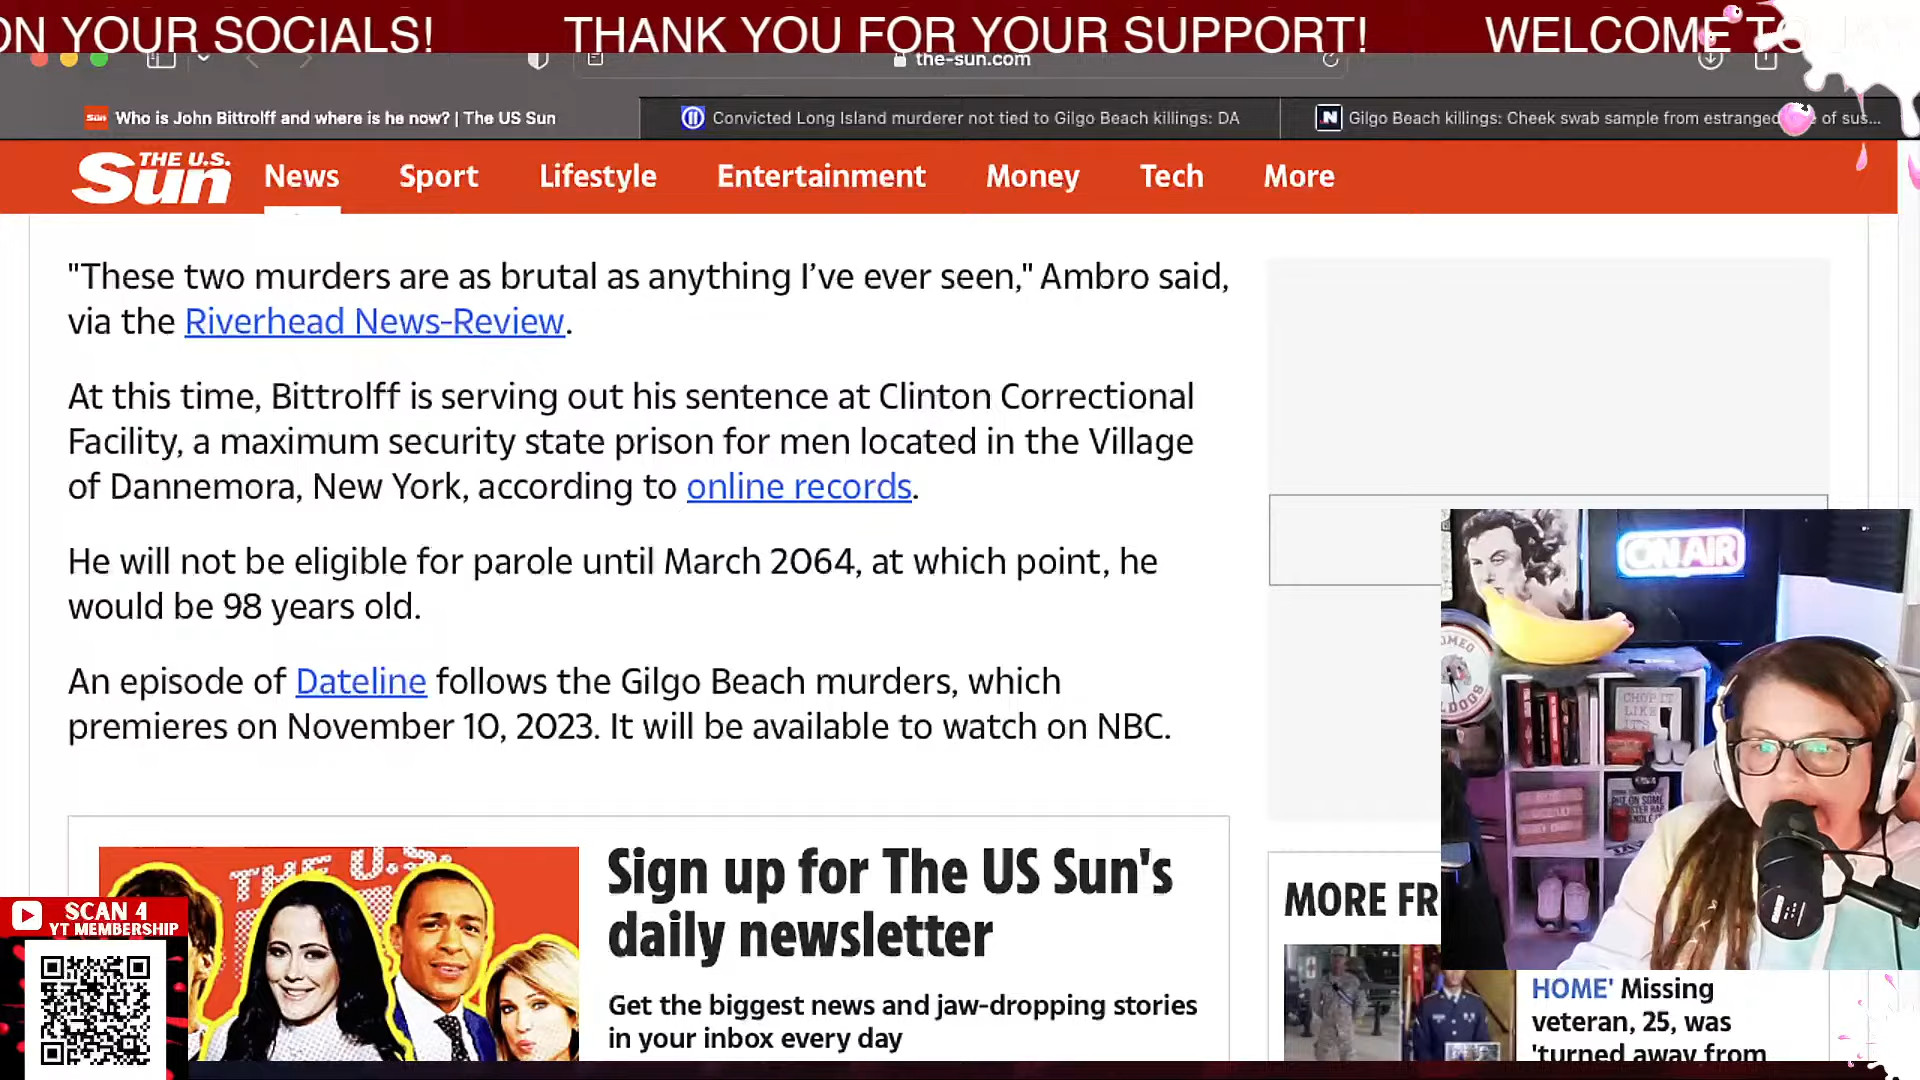 ON YOUR SOCIALS! THANK YOU FOR YOUR SUPPORT! WELCOME TO
the-sun.com
Sun Who is John Bittrolff and where is he now? | The US Sun
Convicted Long Island murderer not tied to Gilgo Beach killings: DA
N Gilgo Beach killings: Cheek swab sample from estranged of sus...
THE U.S.
Sun
News Sport Lifestyle Entertainment Money Tech More
"These two murders are as brutal as anything I’ve ever seen," Ambro said,
via the Riverhead News-Review.
At this time, Bittrolff is serving out his sentence at Clinton Correctional
Facility, a maximum security state prison for men located in the Village
of Dannemora, New York, according to online records.
He will not be eligible for parole until March 2064, at which point, he
would be 98 years old.
An episode of Dateline follows the Gilgo Beach murders, which
premieres on November 10, 2023. It will be available to watch on NBC.
ON AIR
CHOP IT
LIKE
IT'S
THE U.S.
Sign up for The US Sun's
daily newsletter
Get the biggest news and jaw-dropping stories
in your inbox every day
MORE FR
HOME' Missing
veteran, 25, was
'turned away from
SCAN 4
YT MEMBERSHIP